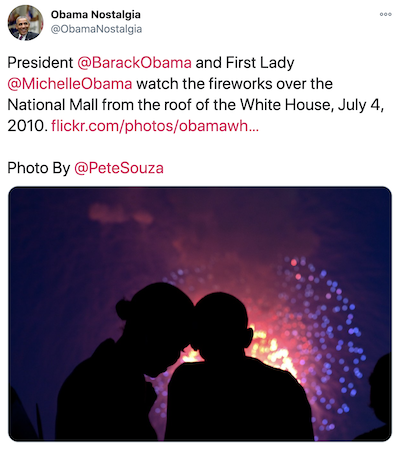 Obama Nostalgia
@ObamaNostalgia
President @BarackObama and First Lady
@MichelleObama watch the fireworks over the
National Mall from the roof of the White House, July 4,
2010. flickr.com/photos/obamawh...
Photo By @PeteSouza